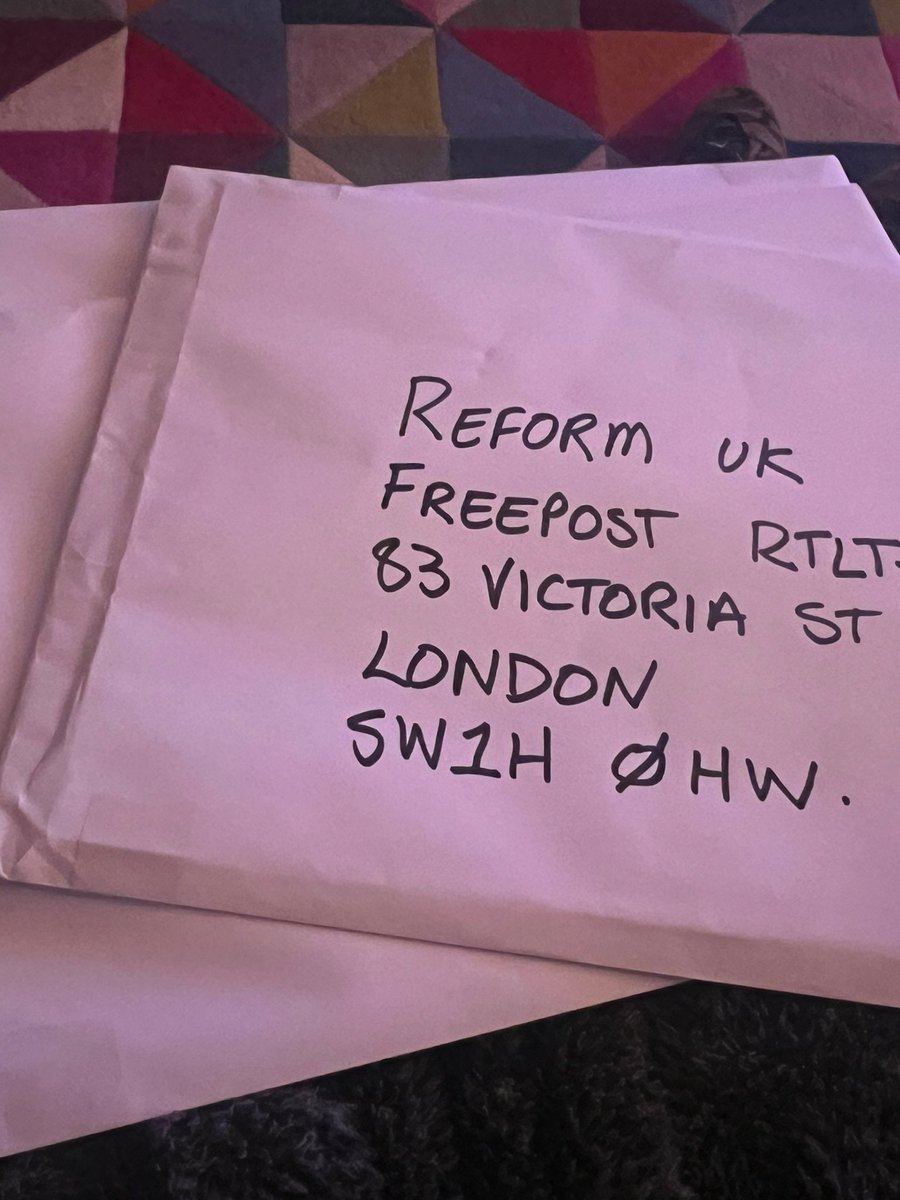 REFORM UK
FREEPOST RTLT-
83 VICTORIA ST
LONDON
SW1H ØHW.